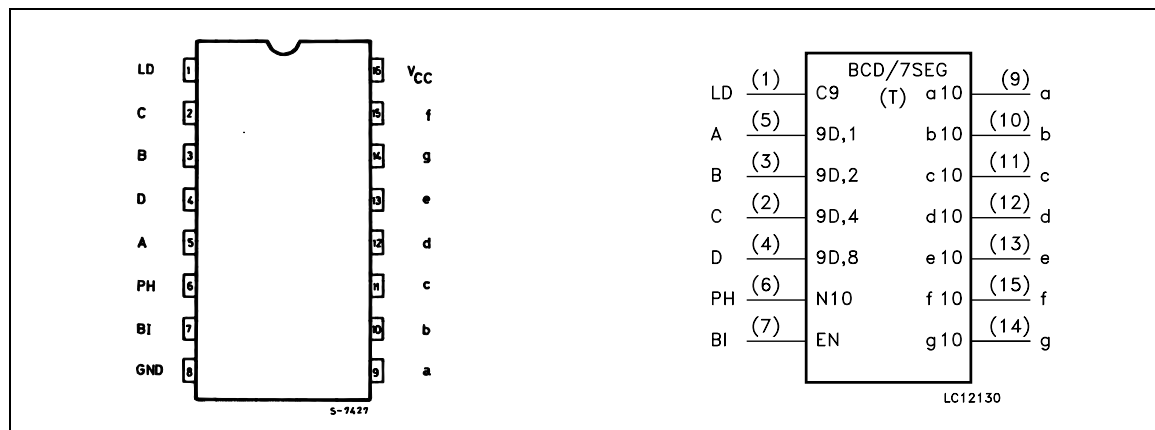 LD 1 16 VCC
C 2 15 f
B 3 14 g
D 4 13 e
A 5 12 d
PH 6 11 c
BI 7 10 b
GND 8 9 a
S-7427
BCD/7SEG
(T)
LD (1) C9 a10 (9) a
A (5) 9D,1 b10 (10) b
B (3) 9D,2 c10 (11) c
C (2) 9D,4 d10 (12) d
D (4) 9D,8 e10 (13) e
PH (6) N10 f10 (15) f
BI (7) EN g10 (14) g
LC12130